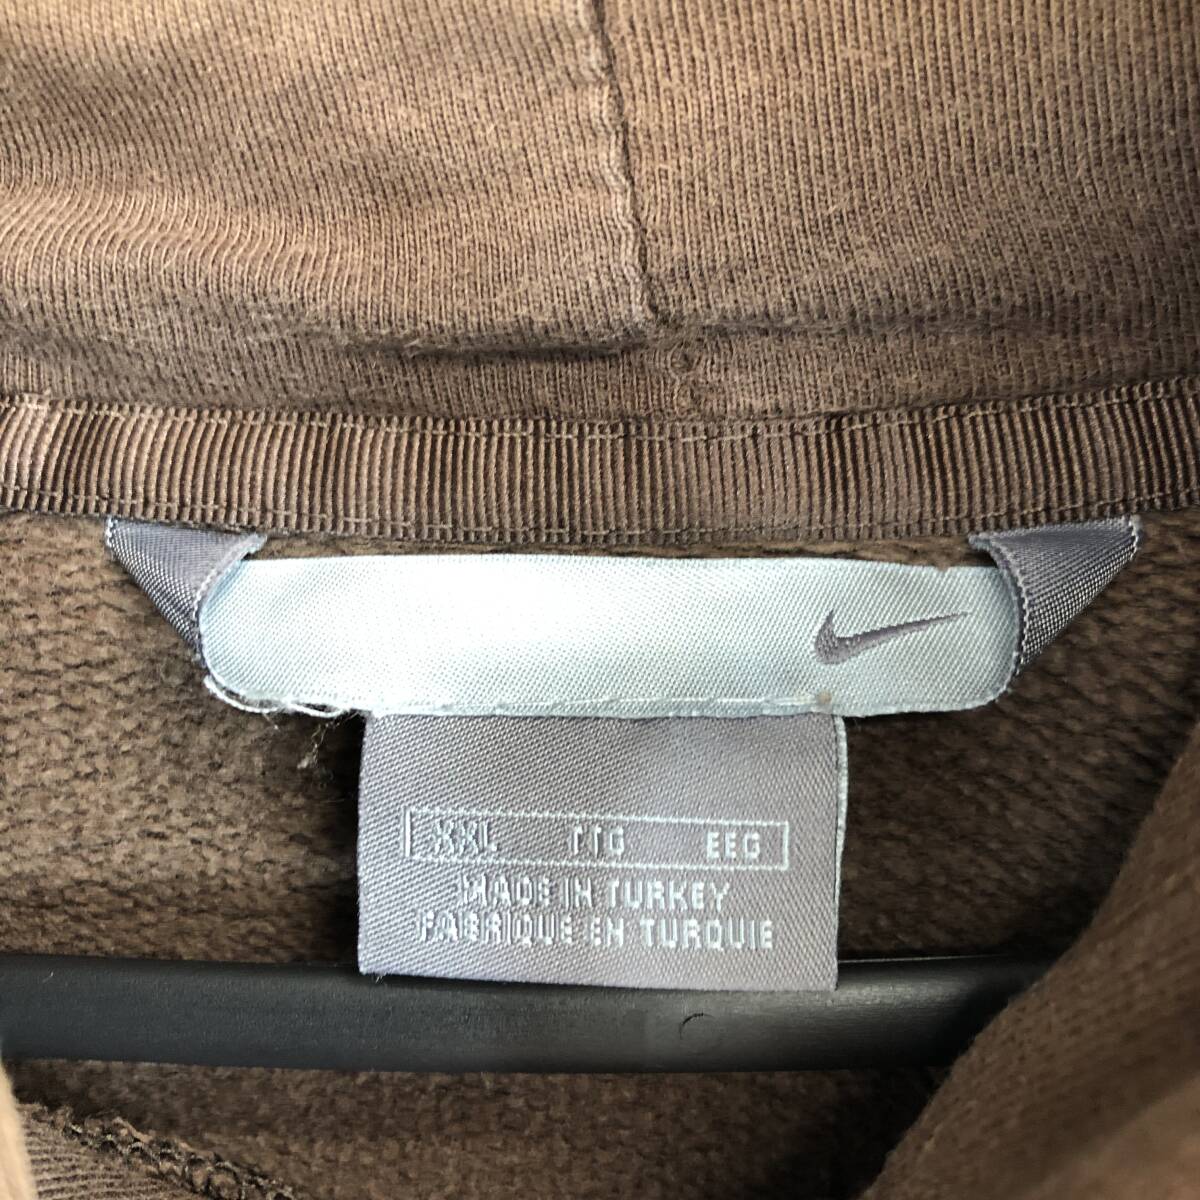 XXL TTG EEG
MADE IN TURKEY
FABRIQUE EN TURQUIE